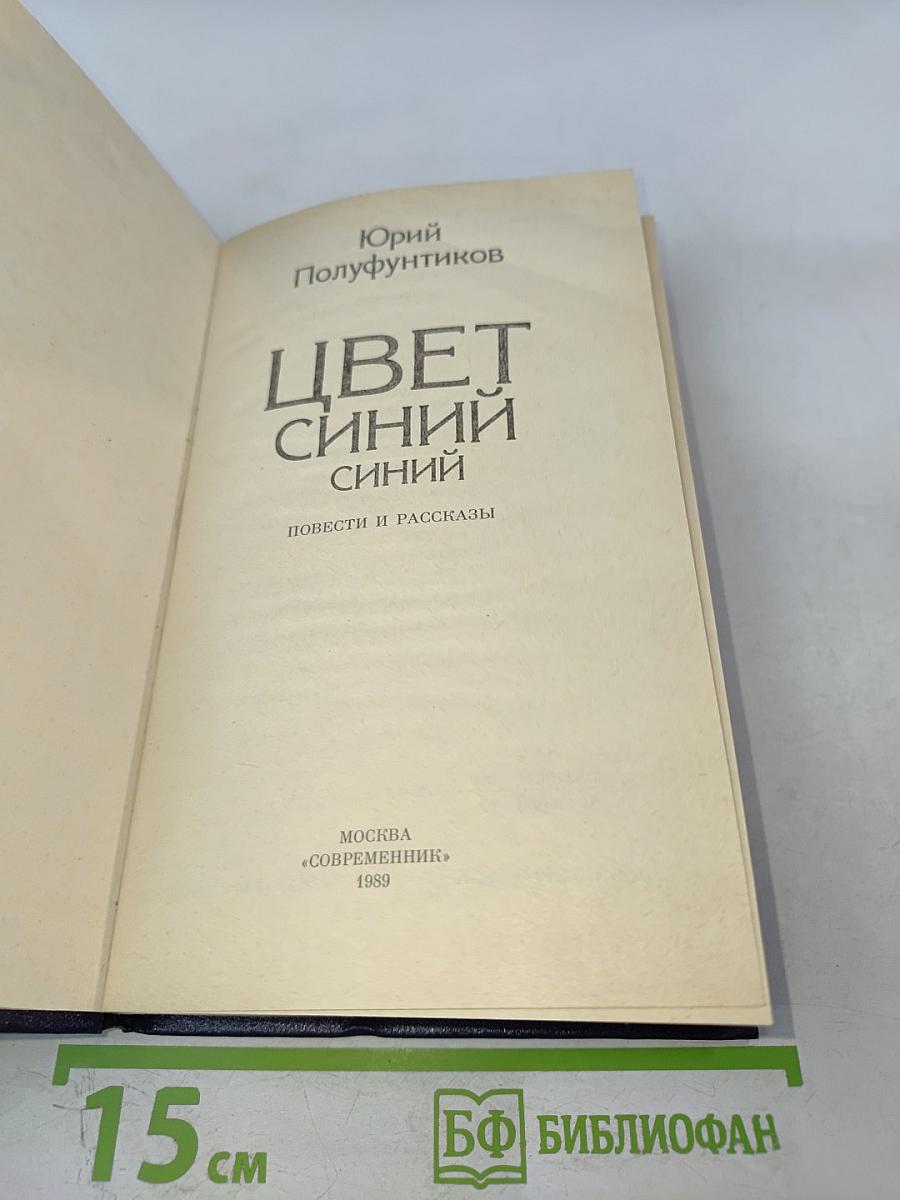 Юрий
Полуфунтиков
ЦВЕТ
СИНИЙ
СИНИЙ
ПОВЕСТИ И РАССКАЗЫ
МОСКВА
«СОВРЕМЕННИК»
1989
15 см
БФ БИБЛИОФАН